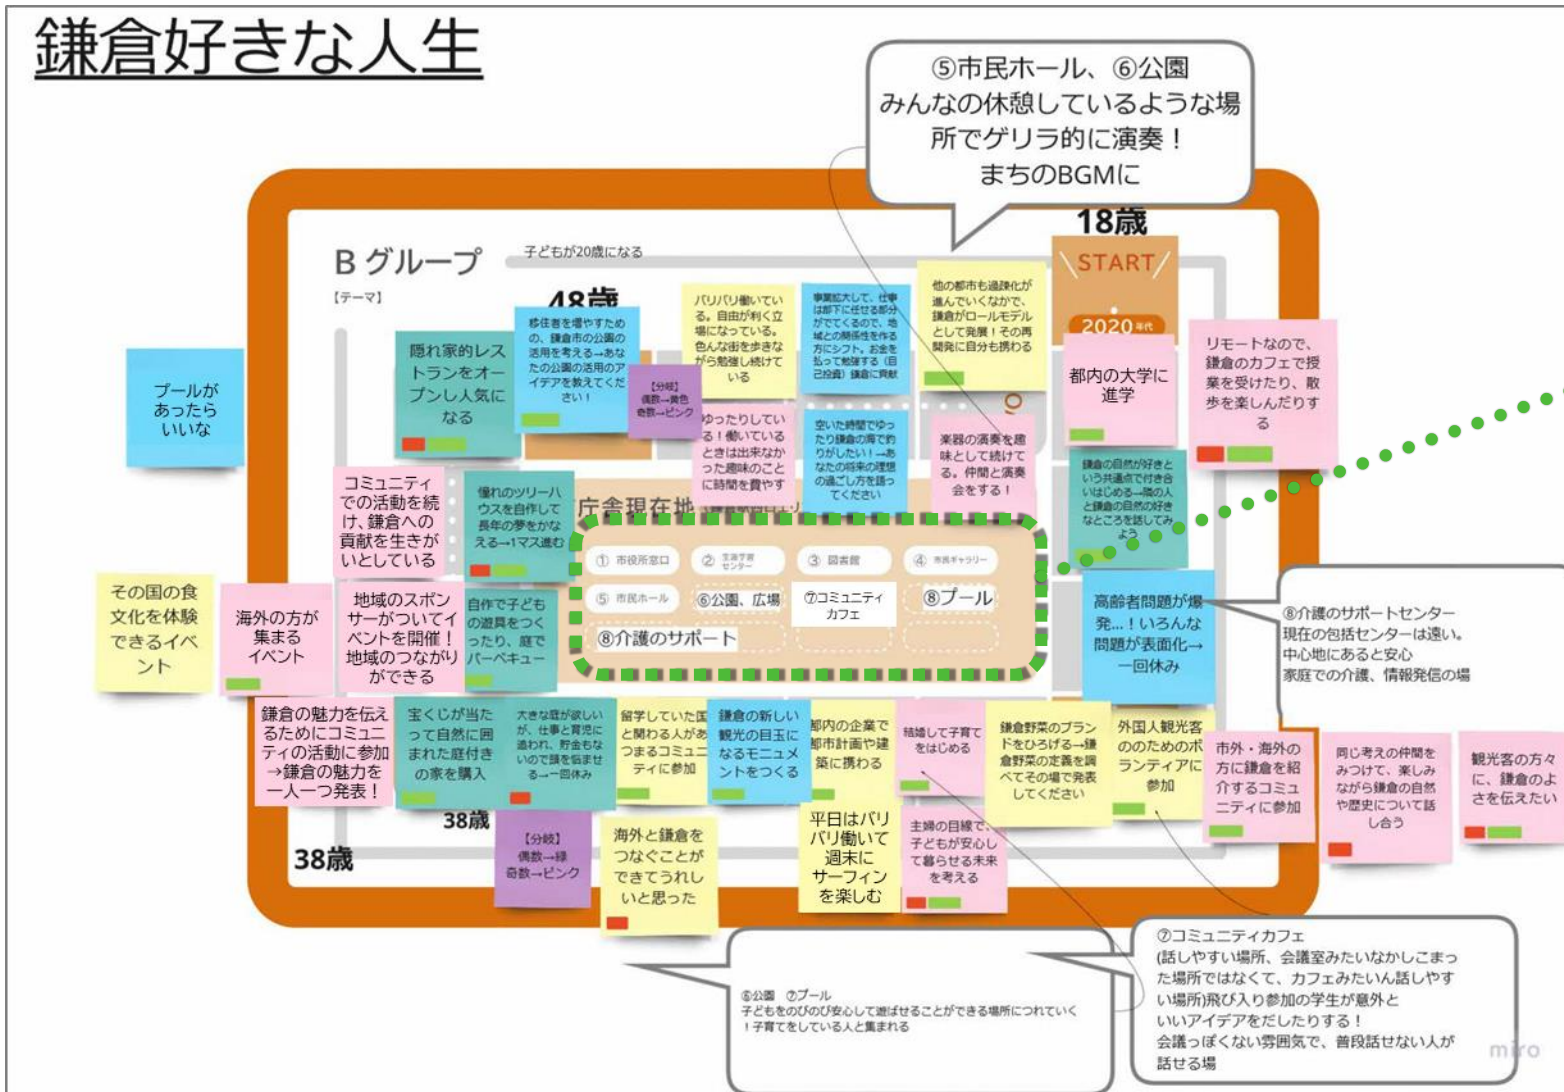 鎌倉好きな人生
⑤市民ホール、⑥公園
みんなの休憩しているような場
所でゲリラ的に演奏！
まちのBGMに
18歳
START
2020年代
B グループ
【テーマ】
子どもが20歳になる
48歳
プールが
あったら
いいな
隠れ家的レス
トランをオー
プンし人気に
なる
移住者を増やすため
の、鎌倉市の公園の
活用を考える→あな
たの公園の活用のア
イデアを教えてくだ
さい！
【分岐】
偶数→黄色
奇数→ピンク
バリバリ働いてい
る。自由が利く立
場になっている。
色んな街を歩きな
がら勉強し続けて
いる
事業拡大して、仕事
は部下に任せる部分
がでてくるので、地
域との関係性を作る
方にシフト。お金を
払って勉強する（自
己投資）鎌倉に貢献
他の都市も過疎化が
進んでいくなかで、
鎌倉がロールモデル
として発展！その再
開発に自分も携わる
都内の大学に
進学
リモートなので、
鎌倉のカフェで授
業を受けたり、散
歩を楽しんだりす
る
ゆったりしてい
る！働いている
ときは出来なか
った趣味のこと
に時間を費やす
空いた時間でゆっ
たり鎌倉の海で釣
りがしたい！→あ
なたの将来の理想
の過ごし方を語っ
てください
楽器の演奏を趣
味として続けて
る。仲間と演奏
会をする！
鎌倉の自然が好きと
いう共通点で付き合
いはじめる→隣の人
と鎌倉の自然の好き
なところを話してみ
よう
コミュニティ
での活動を続
け、鎌倉への
貢献を生きが
いとしている
憧れのツリーハ
ウスを自作して
長年の夢をかな
える→1マス進む
庁舎現在地
① 市役所窓口
② 生涯学習
センター
③ 図書館
④ 市民ギャラリー
⑤ 市民ホール
⑥公園、広場
⑦コミュニティ
カフェ
⑧プール
⑧介護のサポート
その国の食
文化を体験
できるイベ
ント
海外の方が
集まる
イベント
地域のスポン
サーがついてイ
ベントを開催！
地域のつながり
ができる
自作で子ども
の遊具をつく
ったり、庭で
バーベキュー
高齢者問題が爆
発…！いろんな
問題が表面化→
一回休み
⑧介護のサポートセンター
現在の包括センターは遠い。
中心地にあると安心
家庭での介護、情報発信の場
鎌倉の魅力を伝え
るためにコミュニ
ティの活動に参加
→鎌倉の魅力を
一人一つ発表！
宝くじが当た
って自然に囲
まれた庭付き
の家を購入
大きな庭が欲しい
が、仕事と育児に
追われ、貯金もな
いので頭を悩ませ
る→一回休み
留学していた国
と関わる人があ
つまるコミュニ
ティに参加
鎌倉の新しい
観光の目玉に
なるモニュメ
ントをつくる
都内の企業で
都市計画や建
築に携わる
結婚して子育て
をはじめる
鎌倉野菜のブラン
ドをひろげる→鎌
倉野菜の定義を調
べてその場で発表
してください
外国人観光客
ののためのボ
ランティアに
参加
市外・海外の
方に鎌倉を紹
介するコミュ
ニティに参加
同じ考えの仲間を
みつけて、楽しみ
ながら鎌倉の自然
や歴史について話
し合う
観光客の方々
に、鎌倉のよ
さを伝えたい
38歳
38歳
【分岐】
偶数→緑
奇数→ピンク
海外と鎌倉を
つなぐことが
できてうれし
いと思った
平日はバリ
バリ働いて
週末に
サーフィン
を楽しむ
主婦の目線で、
子どもが安心し
て暮らせる未来
を考える
⑥公園　⑦プール
子どもをのびのび安心して遊ばせることができる場所につれていく
！子育てをしている人と集まれる
⑦コミュニティカフェ
(話しやすい場所、会議室みたいなかしこまっ
た場所ではなくて、カフェみたいん話しやす
い場所)飛び入り参加の学生が意外と
いいアイデアをだしたりする！
会議っぽくない雰囲気で、普段話せない人が
話せる場
miro